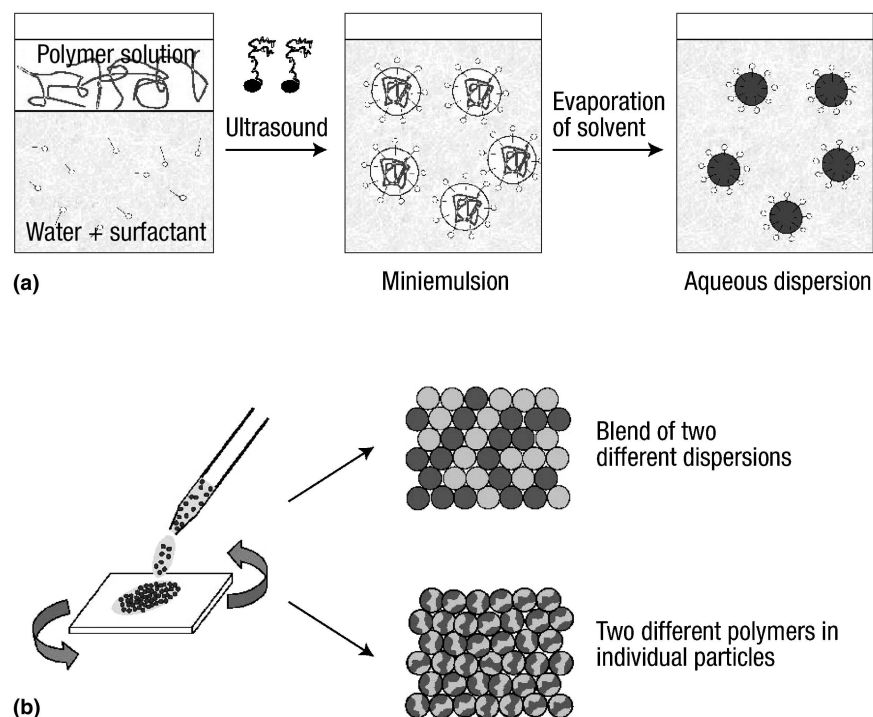 (a)
Polymer solution
Water + surfactant
Ultrasound
Miniemulsion
Evaporation
of solvent
Aqueous dispersion
(b)
Blend of two
different dispersions
Two different polymers in
individual particles